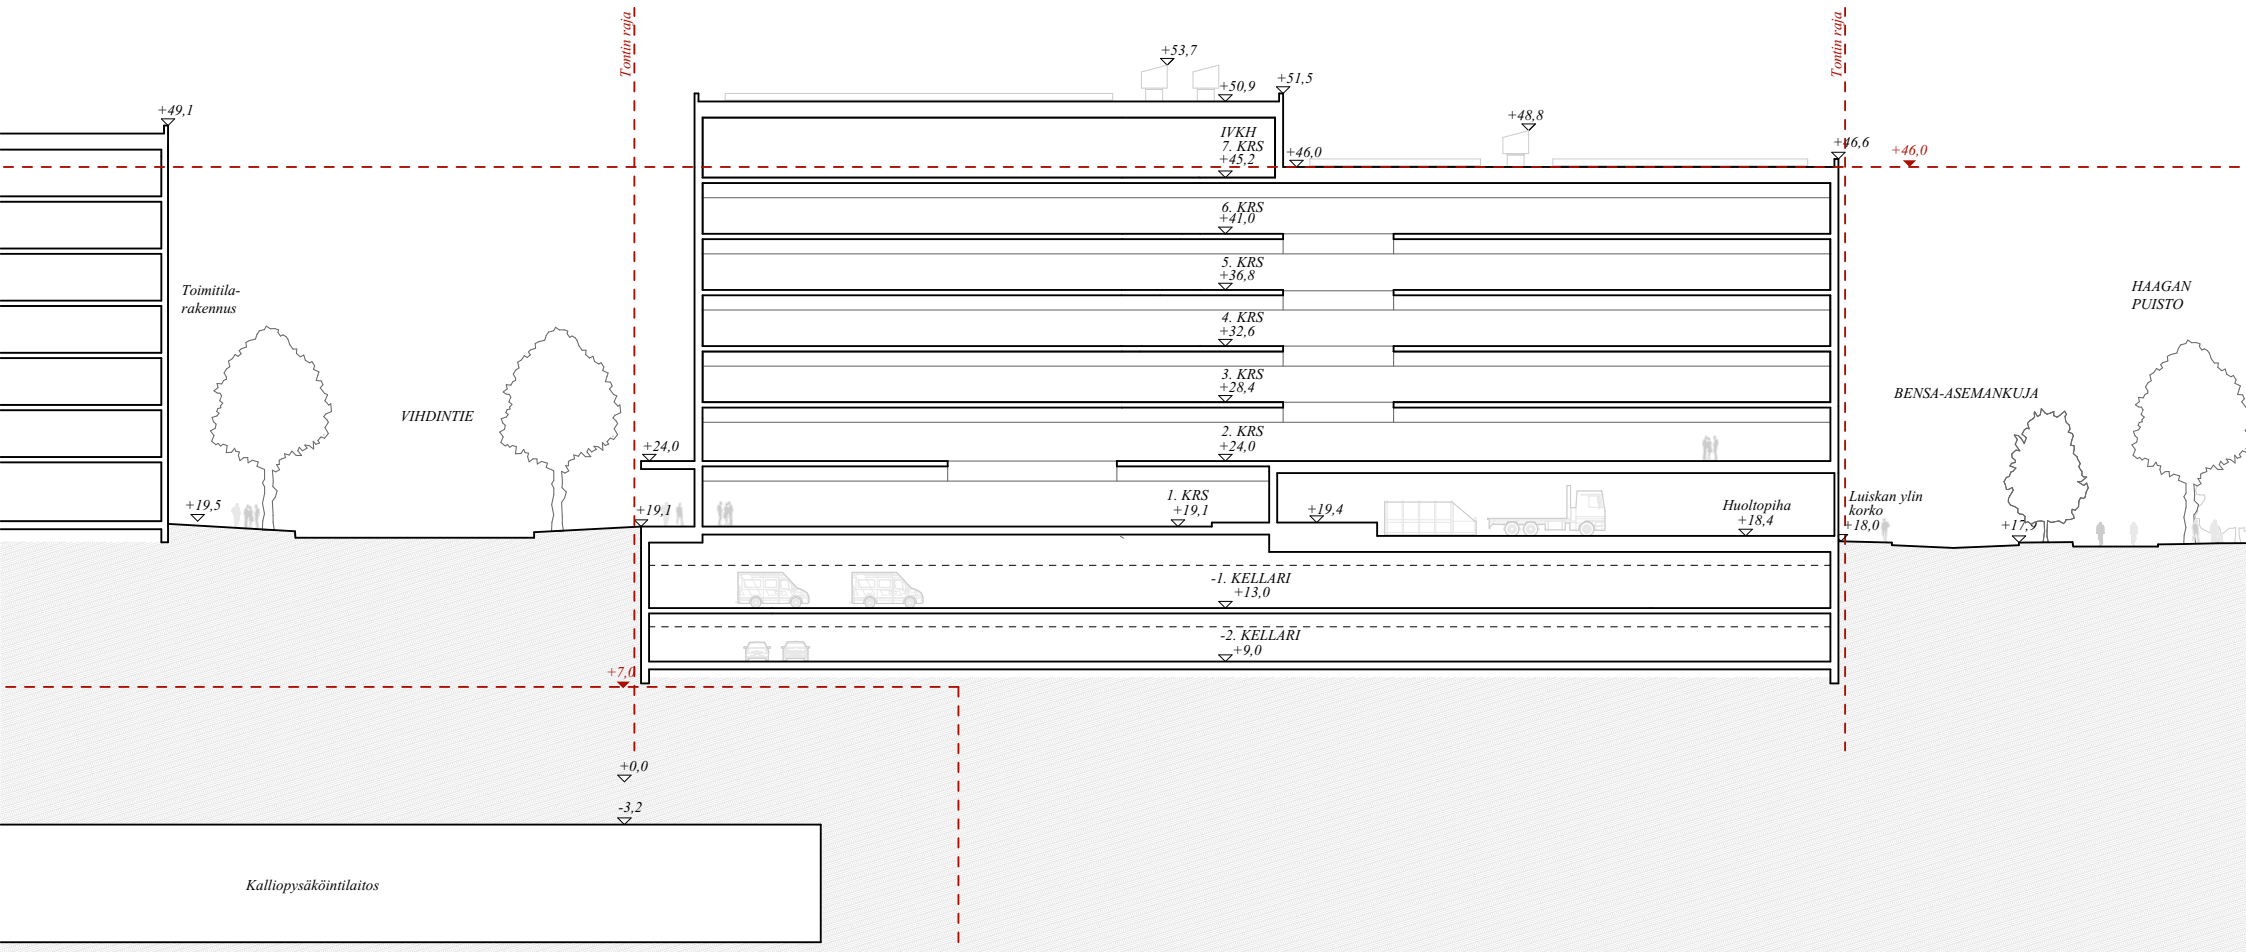 Tontin raja
Tontin raja
+53,7
+50,9
+51,5
+49,1
+48,8
IVKH
7. KRS
+45,2
+46,0
+46,6
+46,0
6. KRS
+41,0
5. KRS
+36,8
Toimitila-
rakennus
HAAGAN
PUISTO
4. KRS
+32,6
3. KRS
+28,4
VIHDINTIE
BENSA-ASEMANKUJA
2. KRS
+24,0
+24,0
1. KRS
+19,1
+19,5
+19,1
+19,4
Huoltopiha
+18,4
Luiskan ylin
korko
+18,0
+17,9
-1. KELLARI
+13,0
-2. KELLARI
+9,0
+7,0
+0,0
-3,2
Kalliopysäköintilaitos